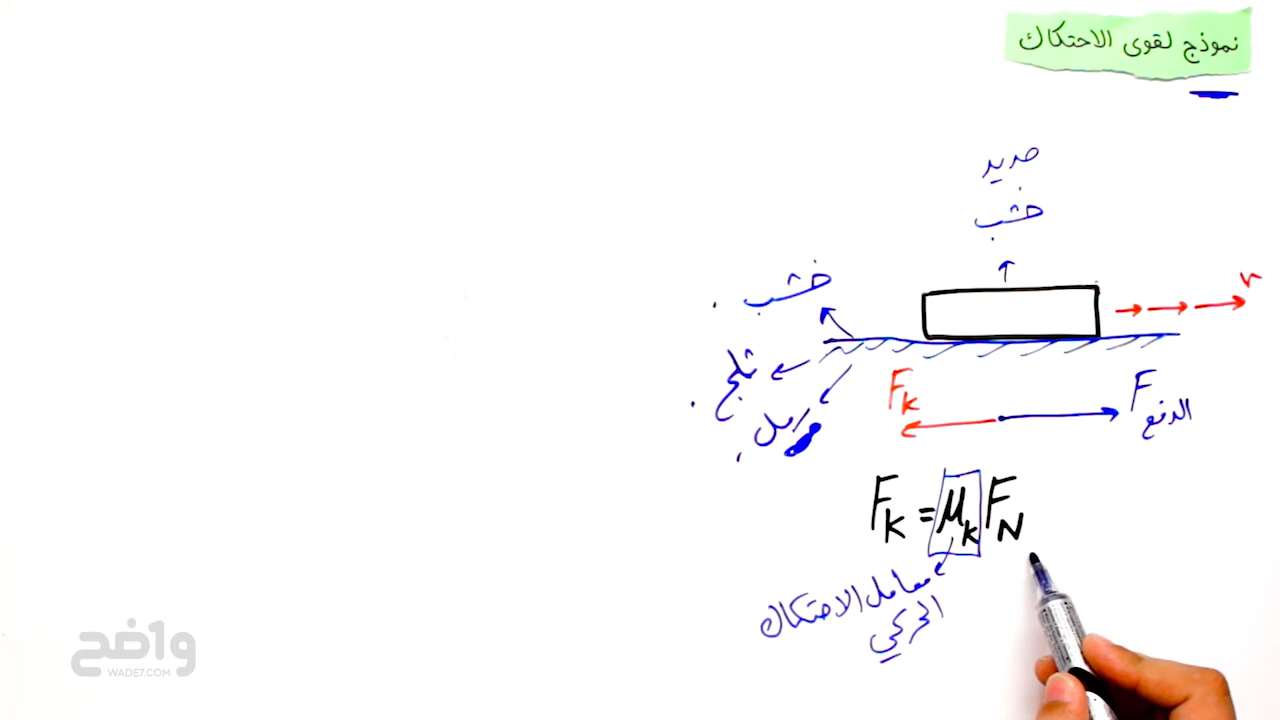 نموذج لقوى الاحتكاك
حديد
خشب
خشب
ثلج
رمل
v
F الدفع
Fk
Fk = μk FN
معامل الاحتكاك
الحركي
واضح
WADE7.COM